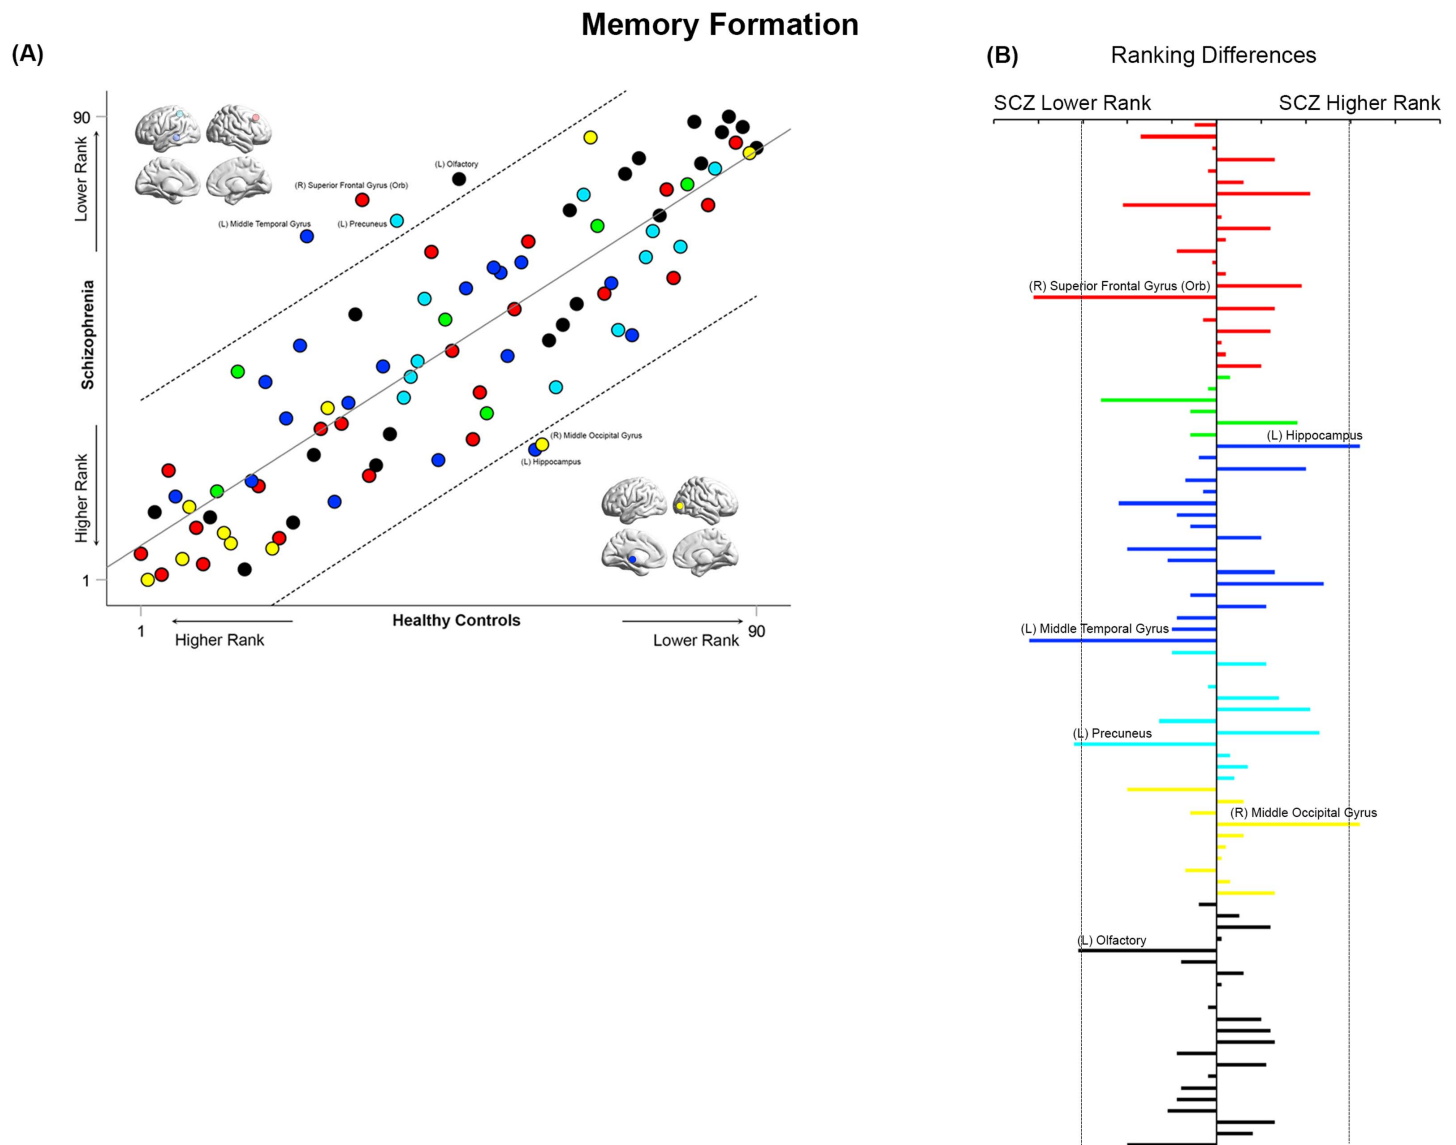 Memory Formation
(A)
90
Lower Rank
Schizophrenia
Higher Rank
1
(L) Olfactory
(R) Superior Frontal Gyrus (Orb)
(L) Middle Temporal Gyrus
(L) Precuneus
(R) Middle Occipital Gyrus
(L) Hippocampus
1
Higher Rank
Healthy Controls
Lower Rank
90
(B)
Ranking Differences
SCZ Lower Rank
SCZ Higher Rank
(R) Superior Frontal Gyrus (Orb)
(L) Hippocampus
(L) Middle Temporal Gyrus
(L) Precuneus
(R) Middle Occipital Gyrus
(L) Olfactory